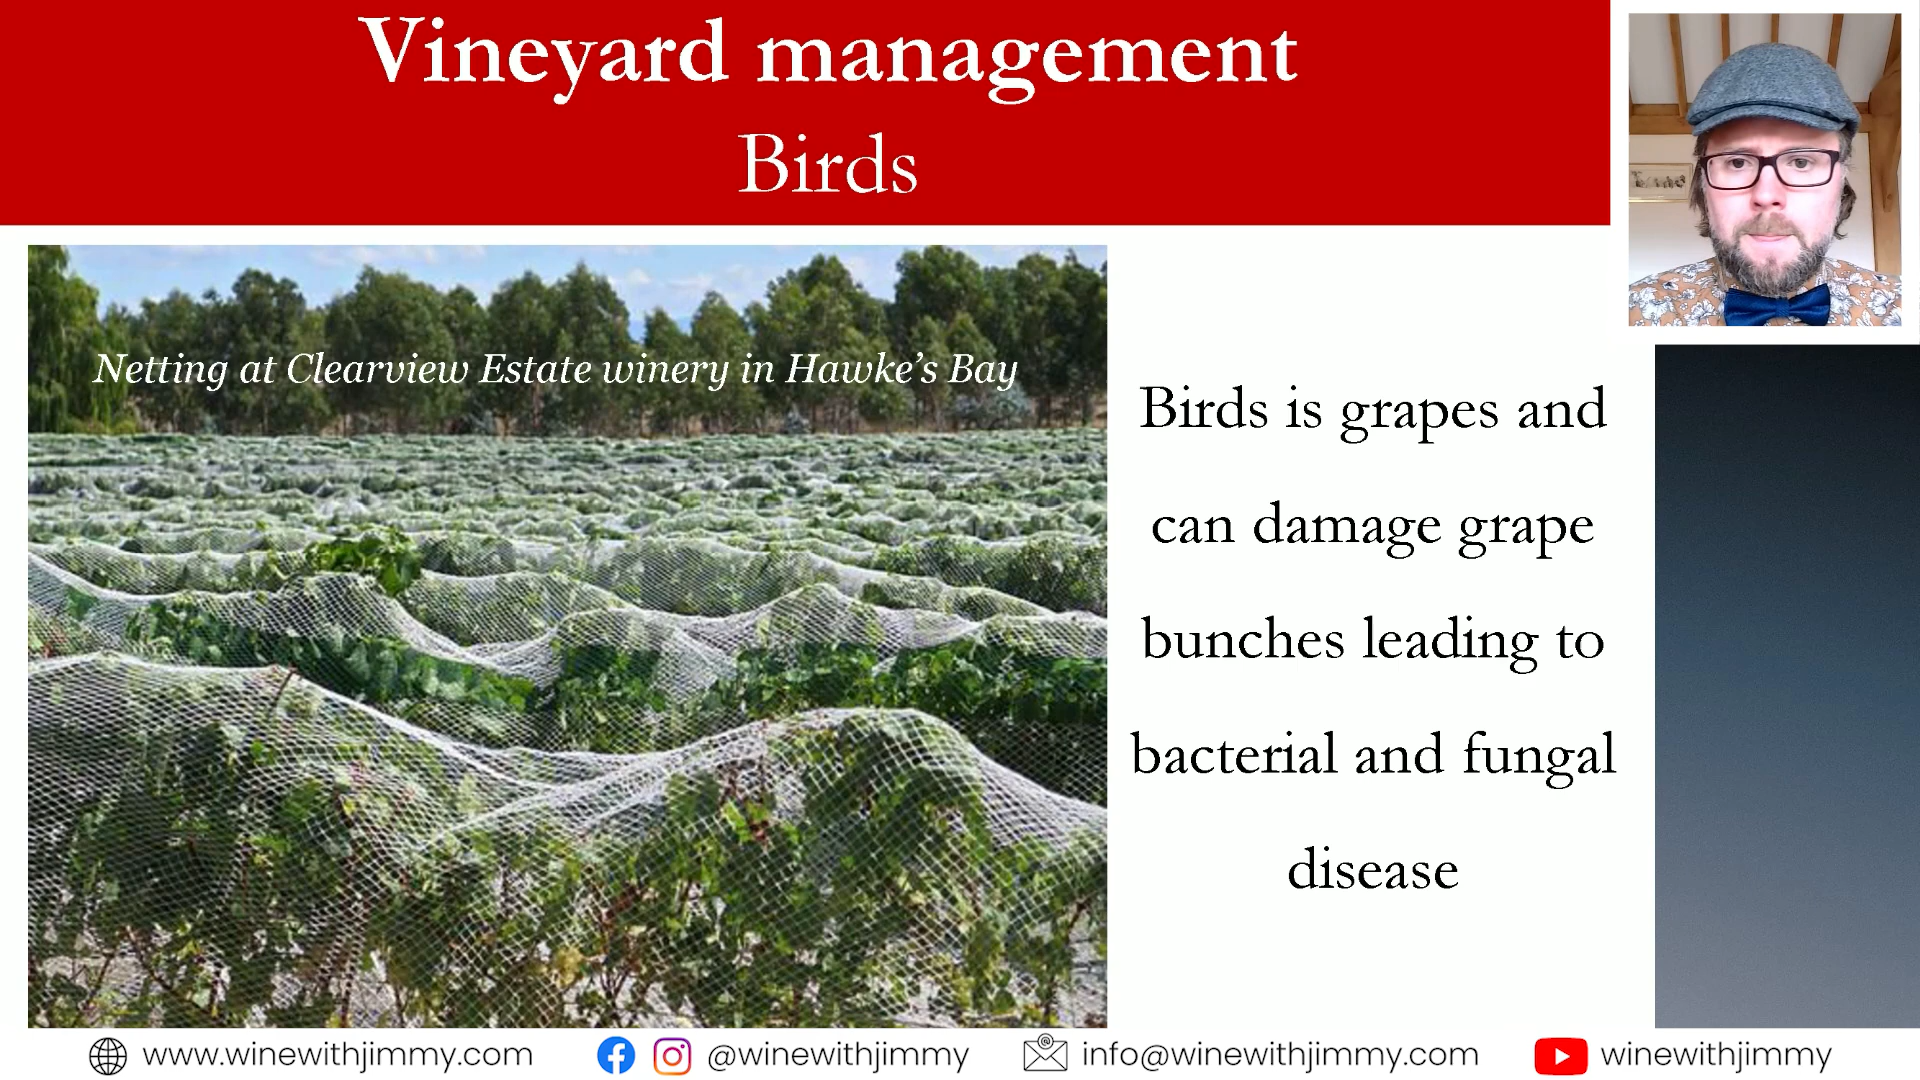 Vineyard management
Birds
Netting at Clearview Estate winery in Hawke's Bay
Birds is grapes and
can damage grape
bunches leading to
bacterial and fungal
disease
www.winewithjimmy.com @winewithjimmy info@winewithjimmy.com winewithjimmy